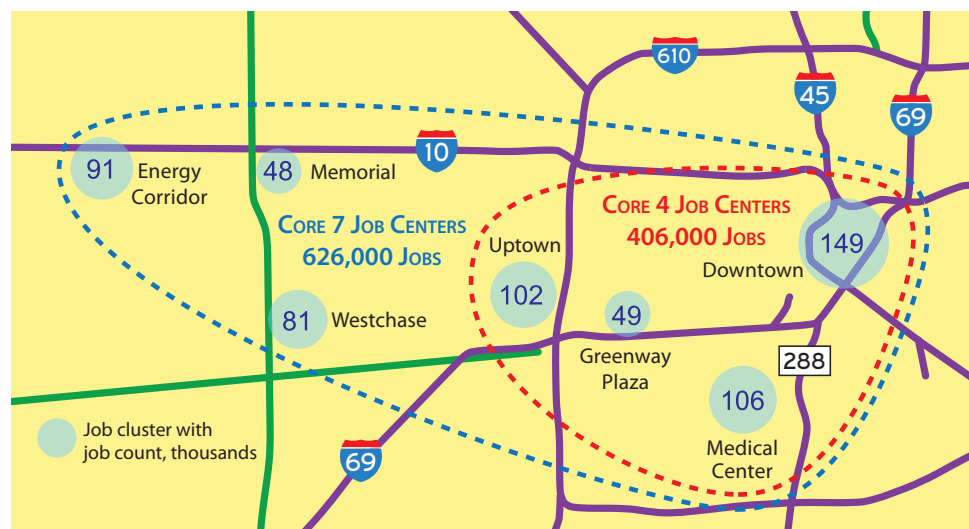 610
45
69
10
91
Energy
Corridor
48
Memorial
Core 7 Job Centers
626,000 Jobs
Core 4 Job Centers
406,000 Jobs
Uptown
102
149
Downtown
81
Westchase
49
Greenway
Plaza
288
106
Medical
Center
Job cluster with
job count, thousands
69